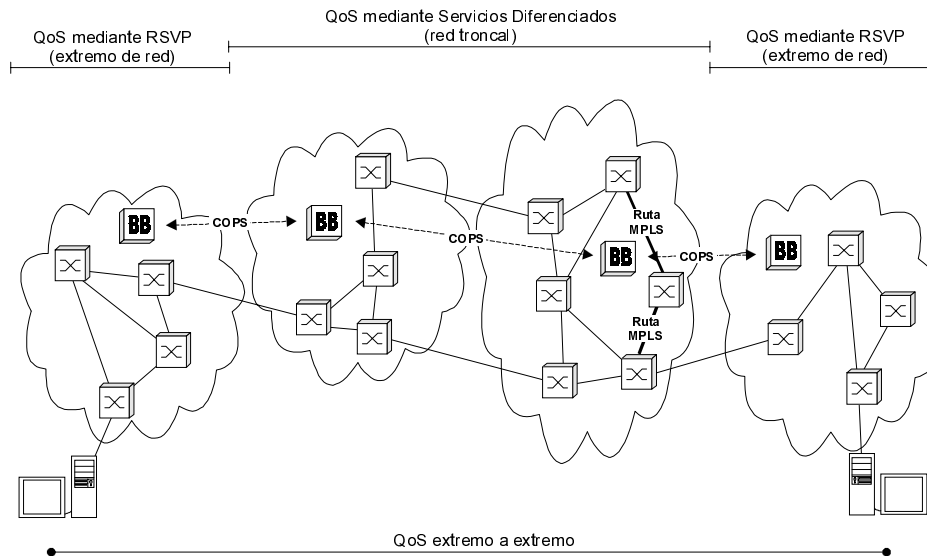 QoS mediante Servicios Diferenciados
(red troncal)
QoS mediante RSVP
(extremo de red)
QoS mediante RSVP
(extremo de red)
BB
COPS
BB
COPS
Ruta
MPLS
BB
COPS
BB
Ruta
MPLS
QoS extremo a extremo